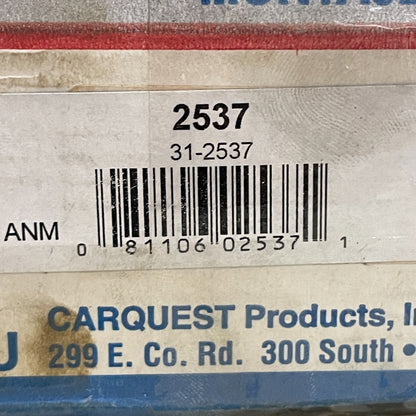 2537
31-2537
ANM
0 81106 02537 1
CARQUEST Products, In
299 E. Co. Rd. 300 South •